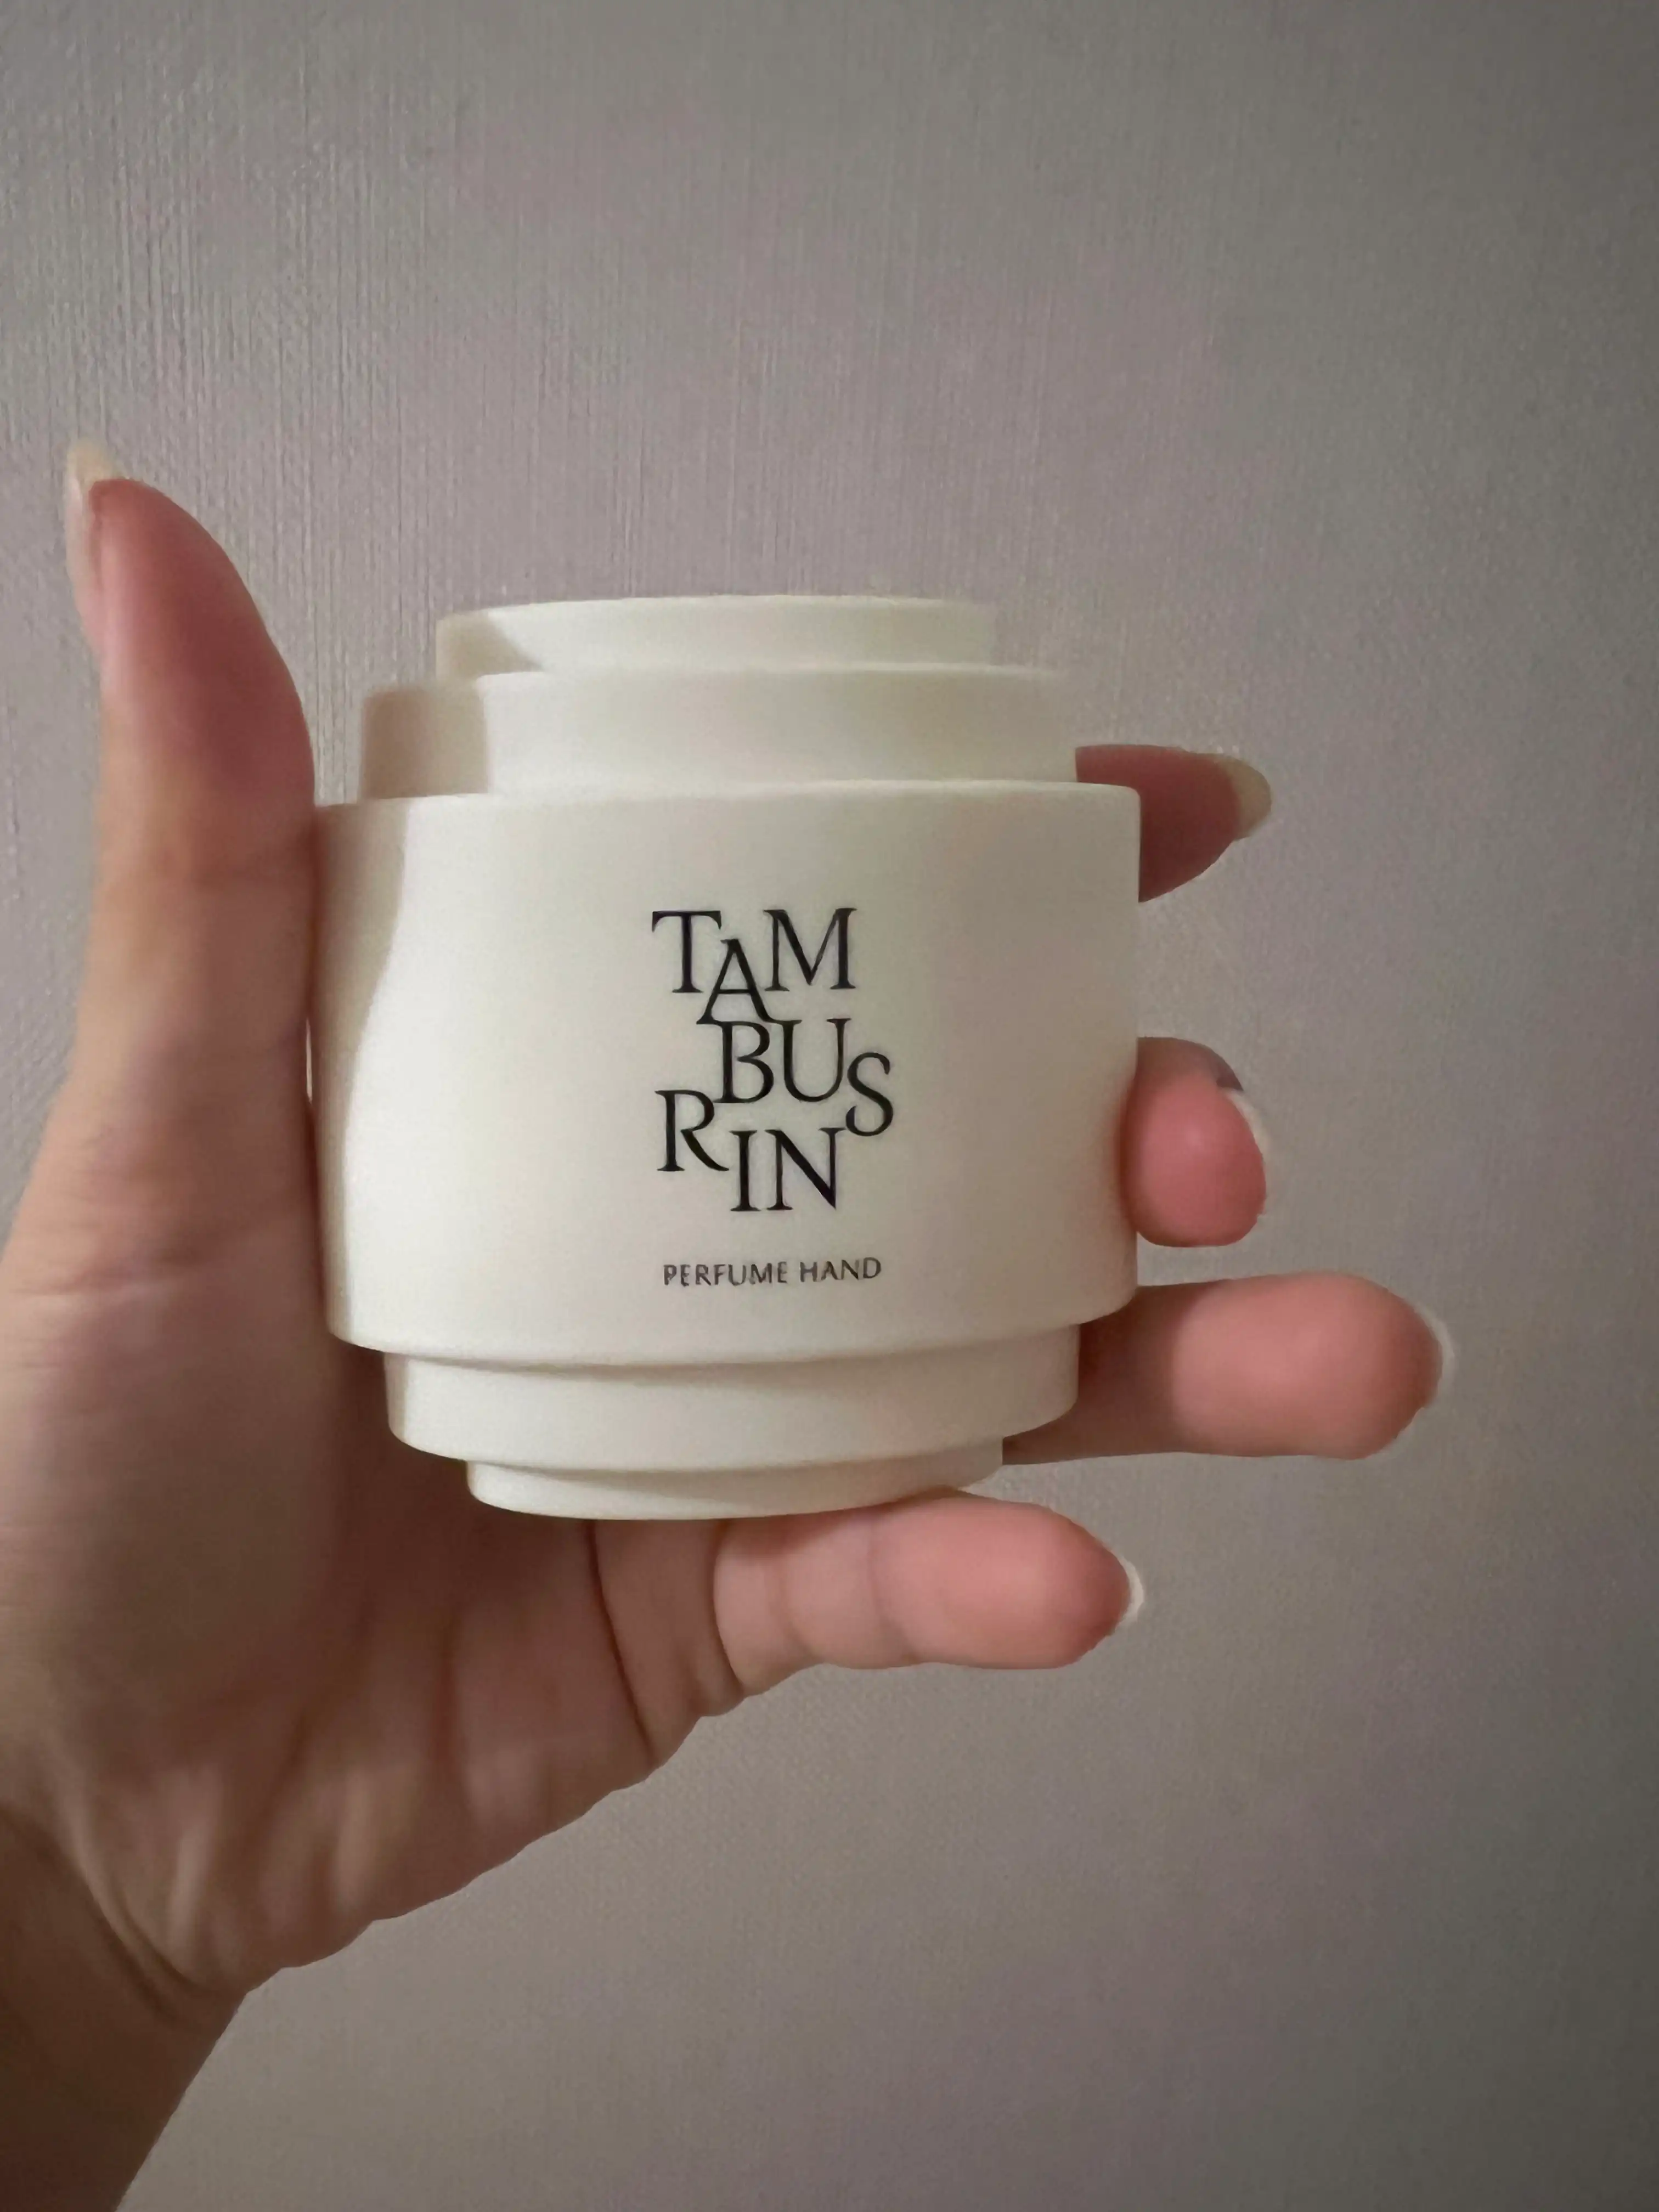 TAM
BUS
RIN
PERFUME HAND